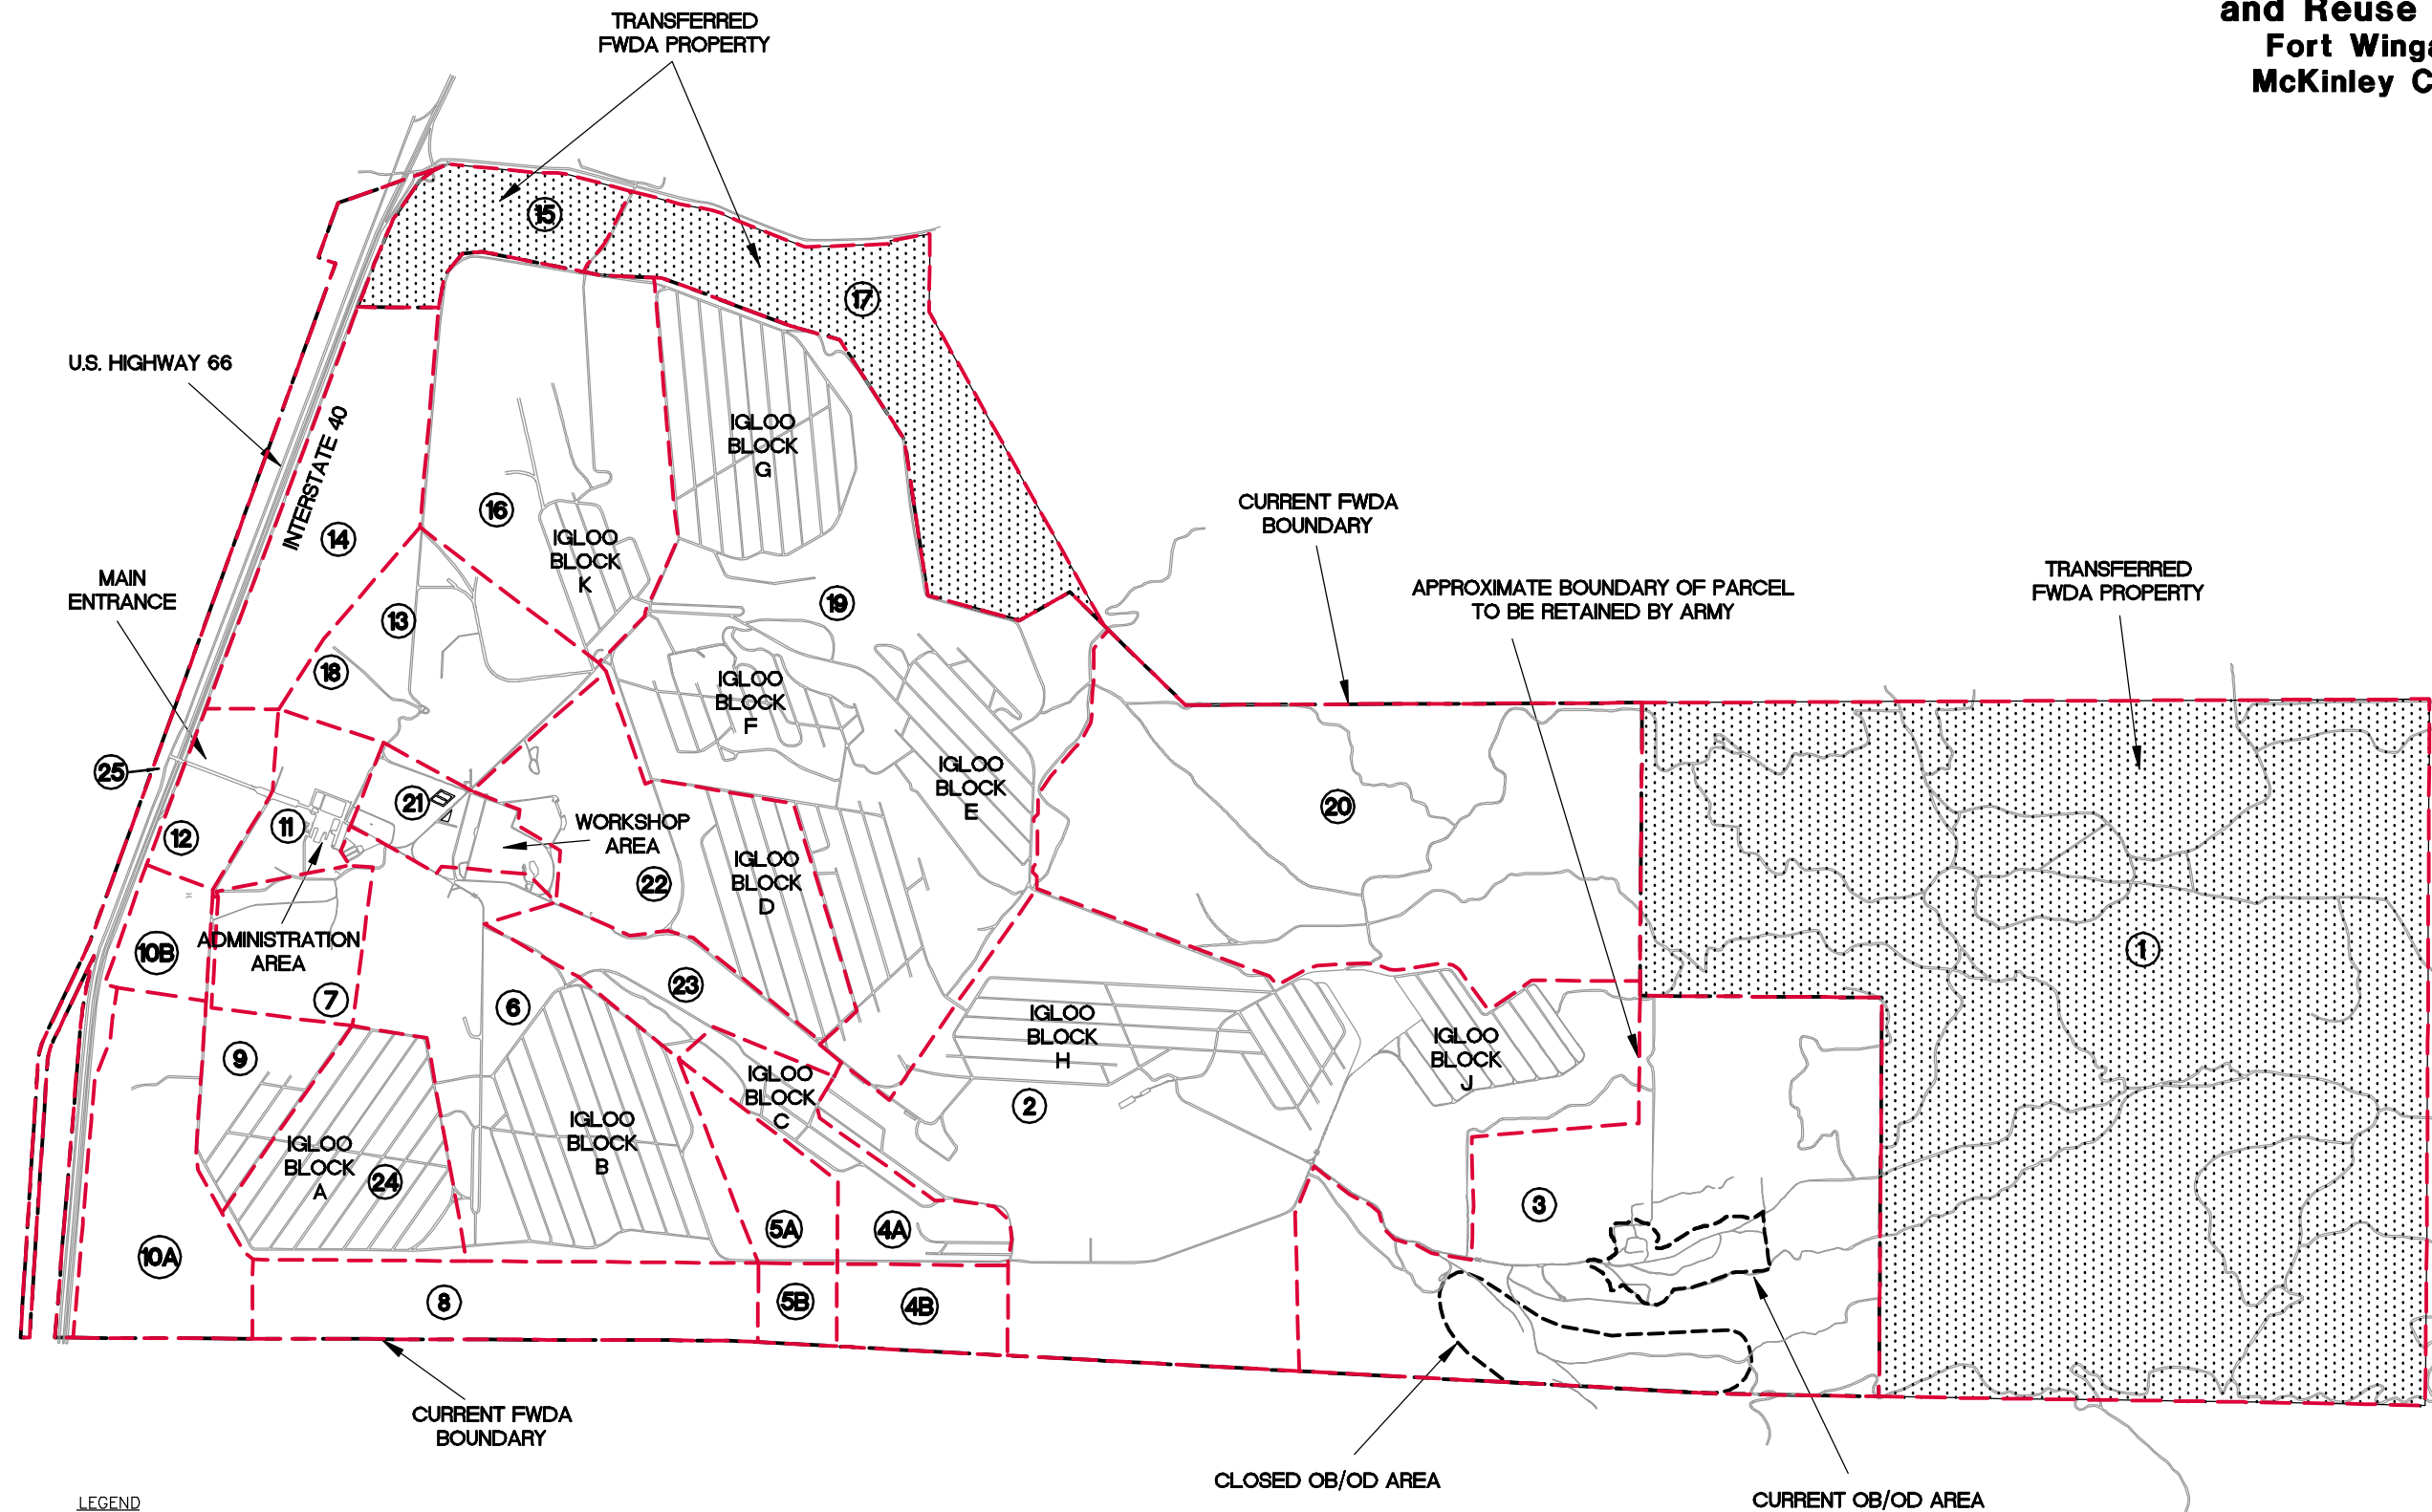 and Reuse
Fort
McKinley
TRANSFERRED
FWDA PROPERTY
15
17
U.S. HIGHWAY 66
INTERSTATE 40
IGLOO
BLOCK
G
14
16
IGLOO
BLOCK
K
CURRENT FWDA
BOUNDARY
MAIN
ENTRANCE
APPROXIMATE BOUNDARY OF PARCEL
TO BE RETAINED BY ARMY
TRANSFERRED
FWDA PROPERTY
13
19
18
IGLOO
BLOCK
F
25
IGLOO
BLOCK
E
21
20
12
11
WORKSHOP
AREA
22
IGLOO
BLOCK
D
10B
ADMINISTRATION
AREA
7
6
23
1
9
IGLOO
BLOCK
H
IGLOO
BLOCK
J
IGLOO
BLOCK
C
2
IGLOO
BLOCK
A
24
IGLOO
BLOCK
B
3
10A
5A
4A
8
5B
4B
CURRENT FWDA
BOUNDARY
CLOSED OB/OD AREA
CURRENT OB/OD AREA
LEGEND